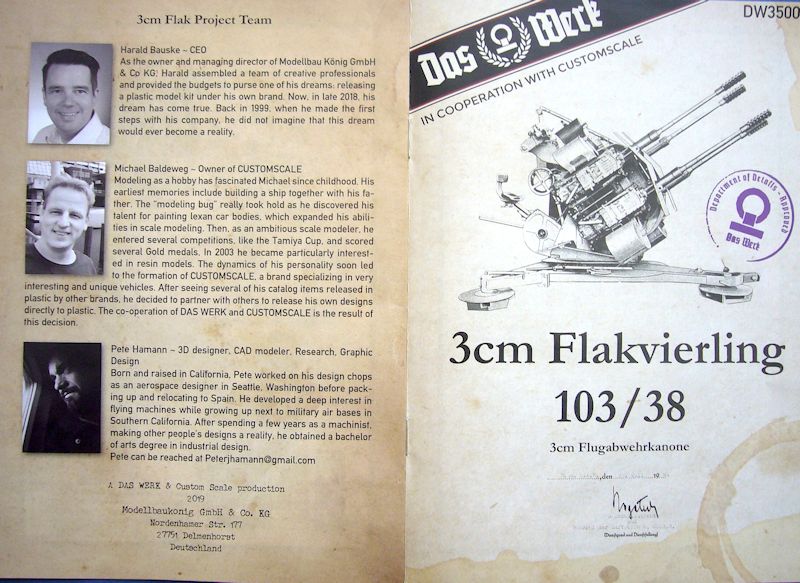 3cm Flak Project Team
Harald Bauske ~ CEO
As the owner and managing director of Modellbau König GmbH
& Co KG, Harald assembled a team of creative professionals
and provided the budgets to purse one of his dreams: releasing
a plastic model kit under his own brand. Now, in late 2018, his
dream has come true. Back in 1999, when he made the first
steps with his company, he did not imagine that this dream
would ever become a reality.
Michael Baldeweg ~ Owner of CUSTOMSCALE
Modeling as a hobby has fascinated Michael since childhood. His
earliest memories include building a ship together with his fa-
ther. The "modeling bug" really took hold as he discovered his
talent for painting lexan car bodies, which expanded his abili-
ties in scale modeling. Then, as an ambitious scale modeler, he
entered several competitions, like the Tamiya Cup, and scored
several Gold medals. In 2003 he became particularly interest-
ed in resin models. The dynamics of his personality soon led
to the formation of CUSTOMSCALE, a brand specializing in very
interesting and unique vehicles. After seeing several of his catalog items released in
plastic by other brands, he decided to partner with others to release his own designs
directly to plastic. The co-operation of DAS WERK and CUSTOMSCALE is the result of
this decision.
Pete Hamann ~ 3D designer, CAD modeler, Research, Graphic
Design
Born and raised in California, Pete worked on his design chops
as an aerospace designer in Seattle, Washington before pack-
ing up and relocating to Spain. He developed a deep interest in
flying machines while growing up next to military air bases in
Southern California. After spending a few years as a machinist,
making other people's designs a reality, he obtained a bachelor
of arts degree in industrial design.
Pete can be reached at Peterjhamann@gmail.com
A DAS WERK & Custom Scale production
2019
Modellbaukonig GmbH & Co. KG
Nordenhamer Str. 177
27751 Delmenhorst
Deutschland
DW3500
Das Werk
IN COOPERATION WITH CUSTOMSCALE
Department of Details -
Das Werk
3cm Flakvierling
103/38
3cm Flugabwehrkanone
,den
19